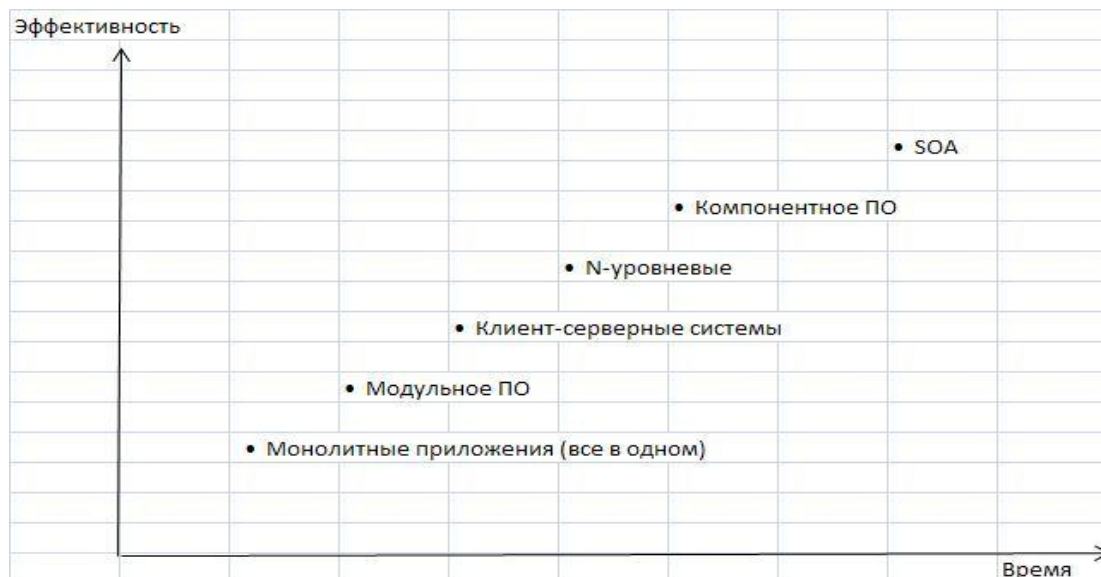 Эффективность
• SOA
• Компонентное ПО
• N-уровневые
• Клиент-серверные системы
• Модульное ПО
• Монолитные приложения (все в одном)
Время